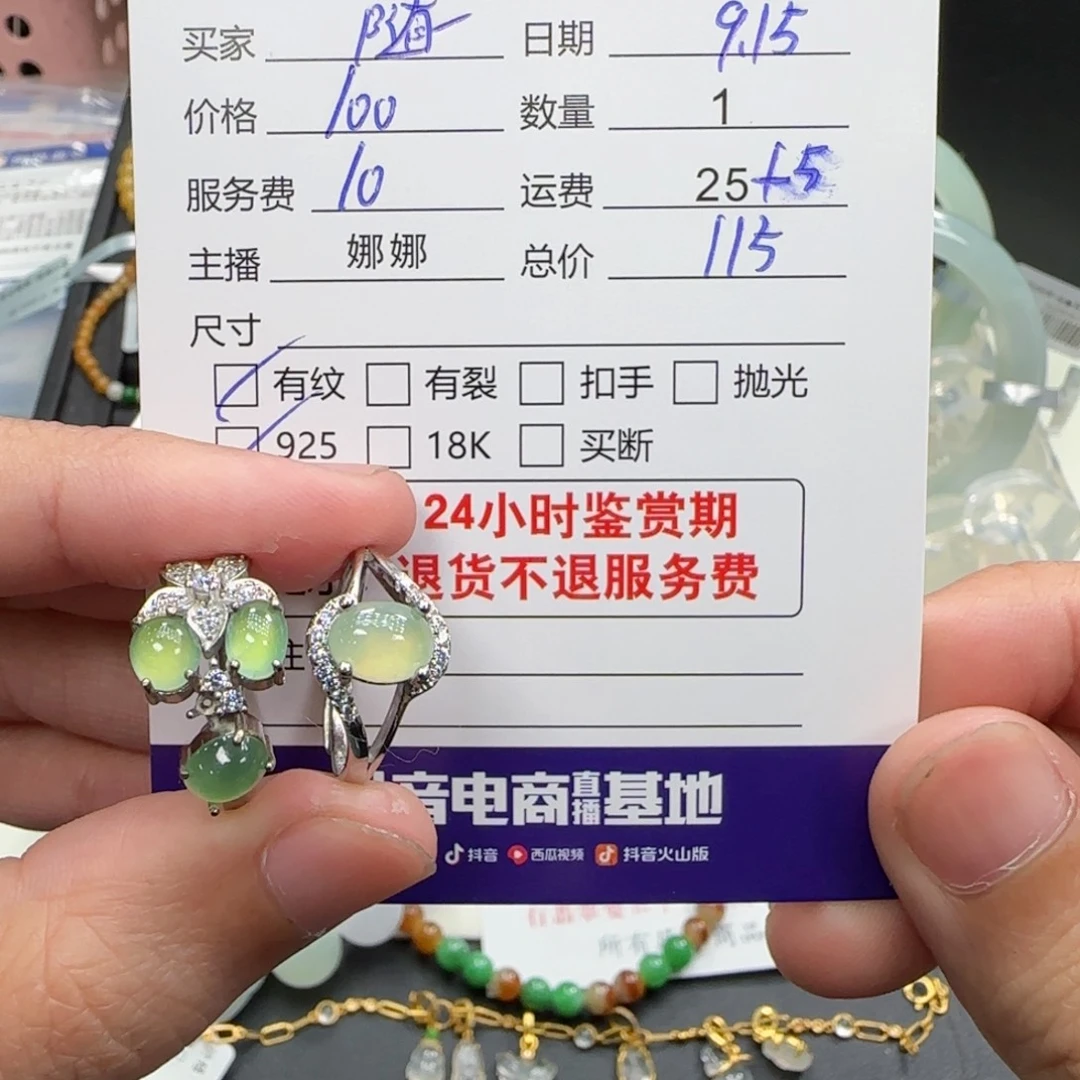 买家 日期 9.15
价格 100 数量 1
服务费 10 运费 25 +5
主播 娜娜 总价 115
尺寸
有纹 有裂 扣手 抛光
925 18K 买断
24小时鉴赏期
退货不退服务费
注
音电商直播基地
抖音 西瓜视频 抖音火山版